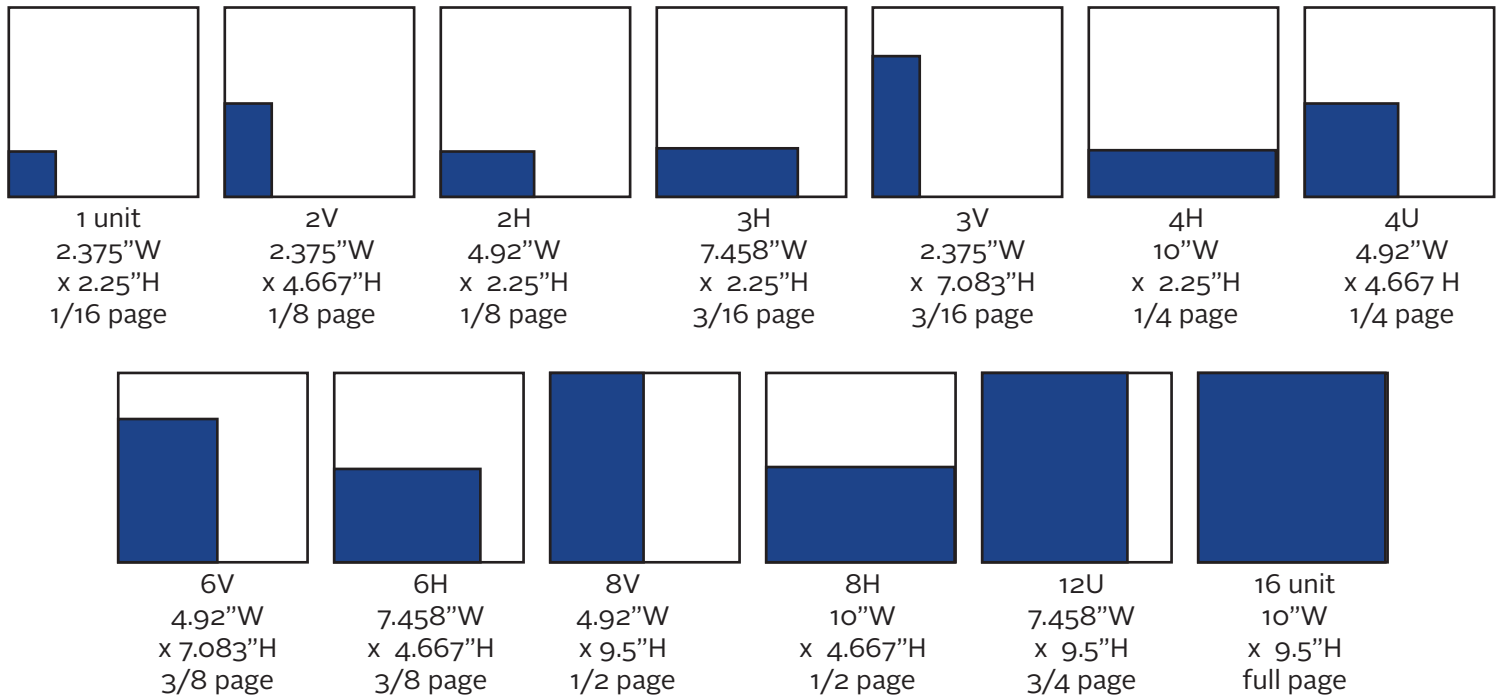 1 unit
2.375”W
x 2.25”H
1/16 page
2V
2.375”W
x 4.667”H
1/8 page
2H
4.92”W
x  2.25”H
1/8 page
3H
7.458”W
x  2.25”H
3/16 page
3V
2.375”W
x  7.083”H
3/16 page
4H
10”W
x  2.25”H
1/4 page
4U
4.92”W
x 4.667 H
1/4 page
6V
4.92”W
x 7.083”H
3/8 page
6H
7.458”W
x  4.667”H
3/8 page
8V
4.92”W
x 9.5”H
1/2 page
8H
10”W
x  4.667”H
1/2 page
12U
7.458”W
x  9.5”H
3/4 page
16 unit
10”W
x  9.5”H
full page